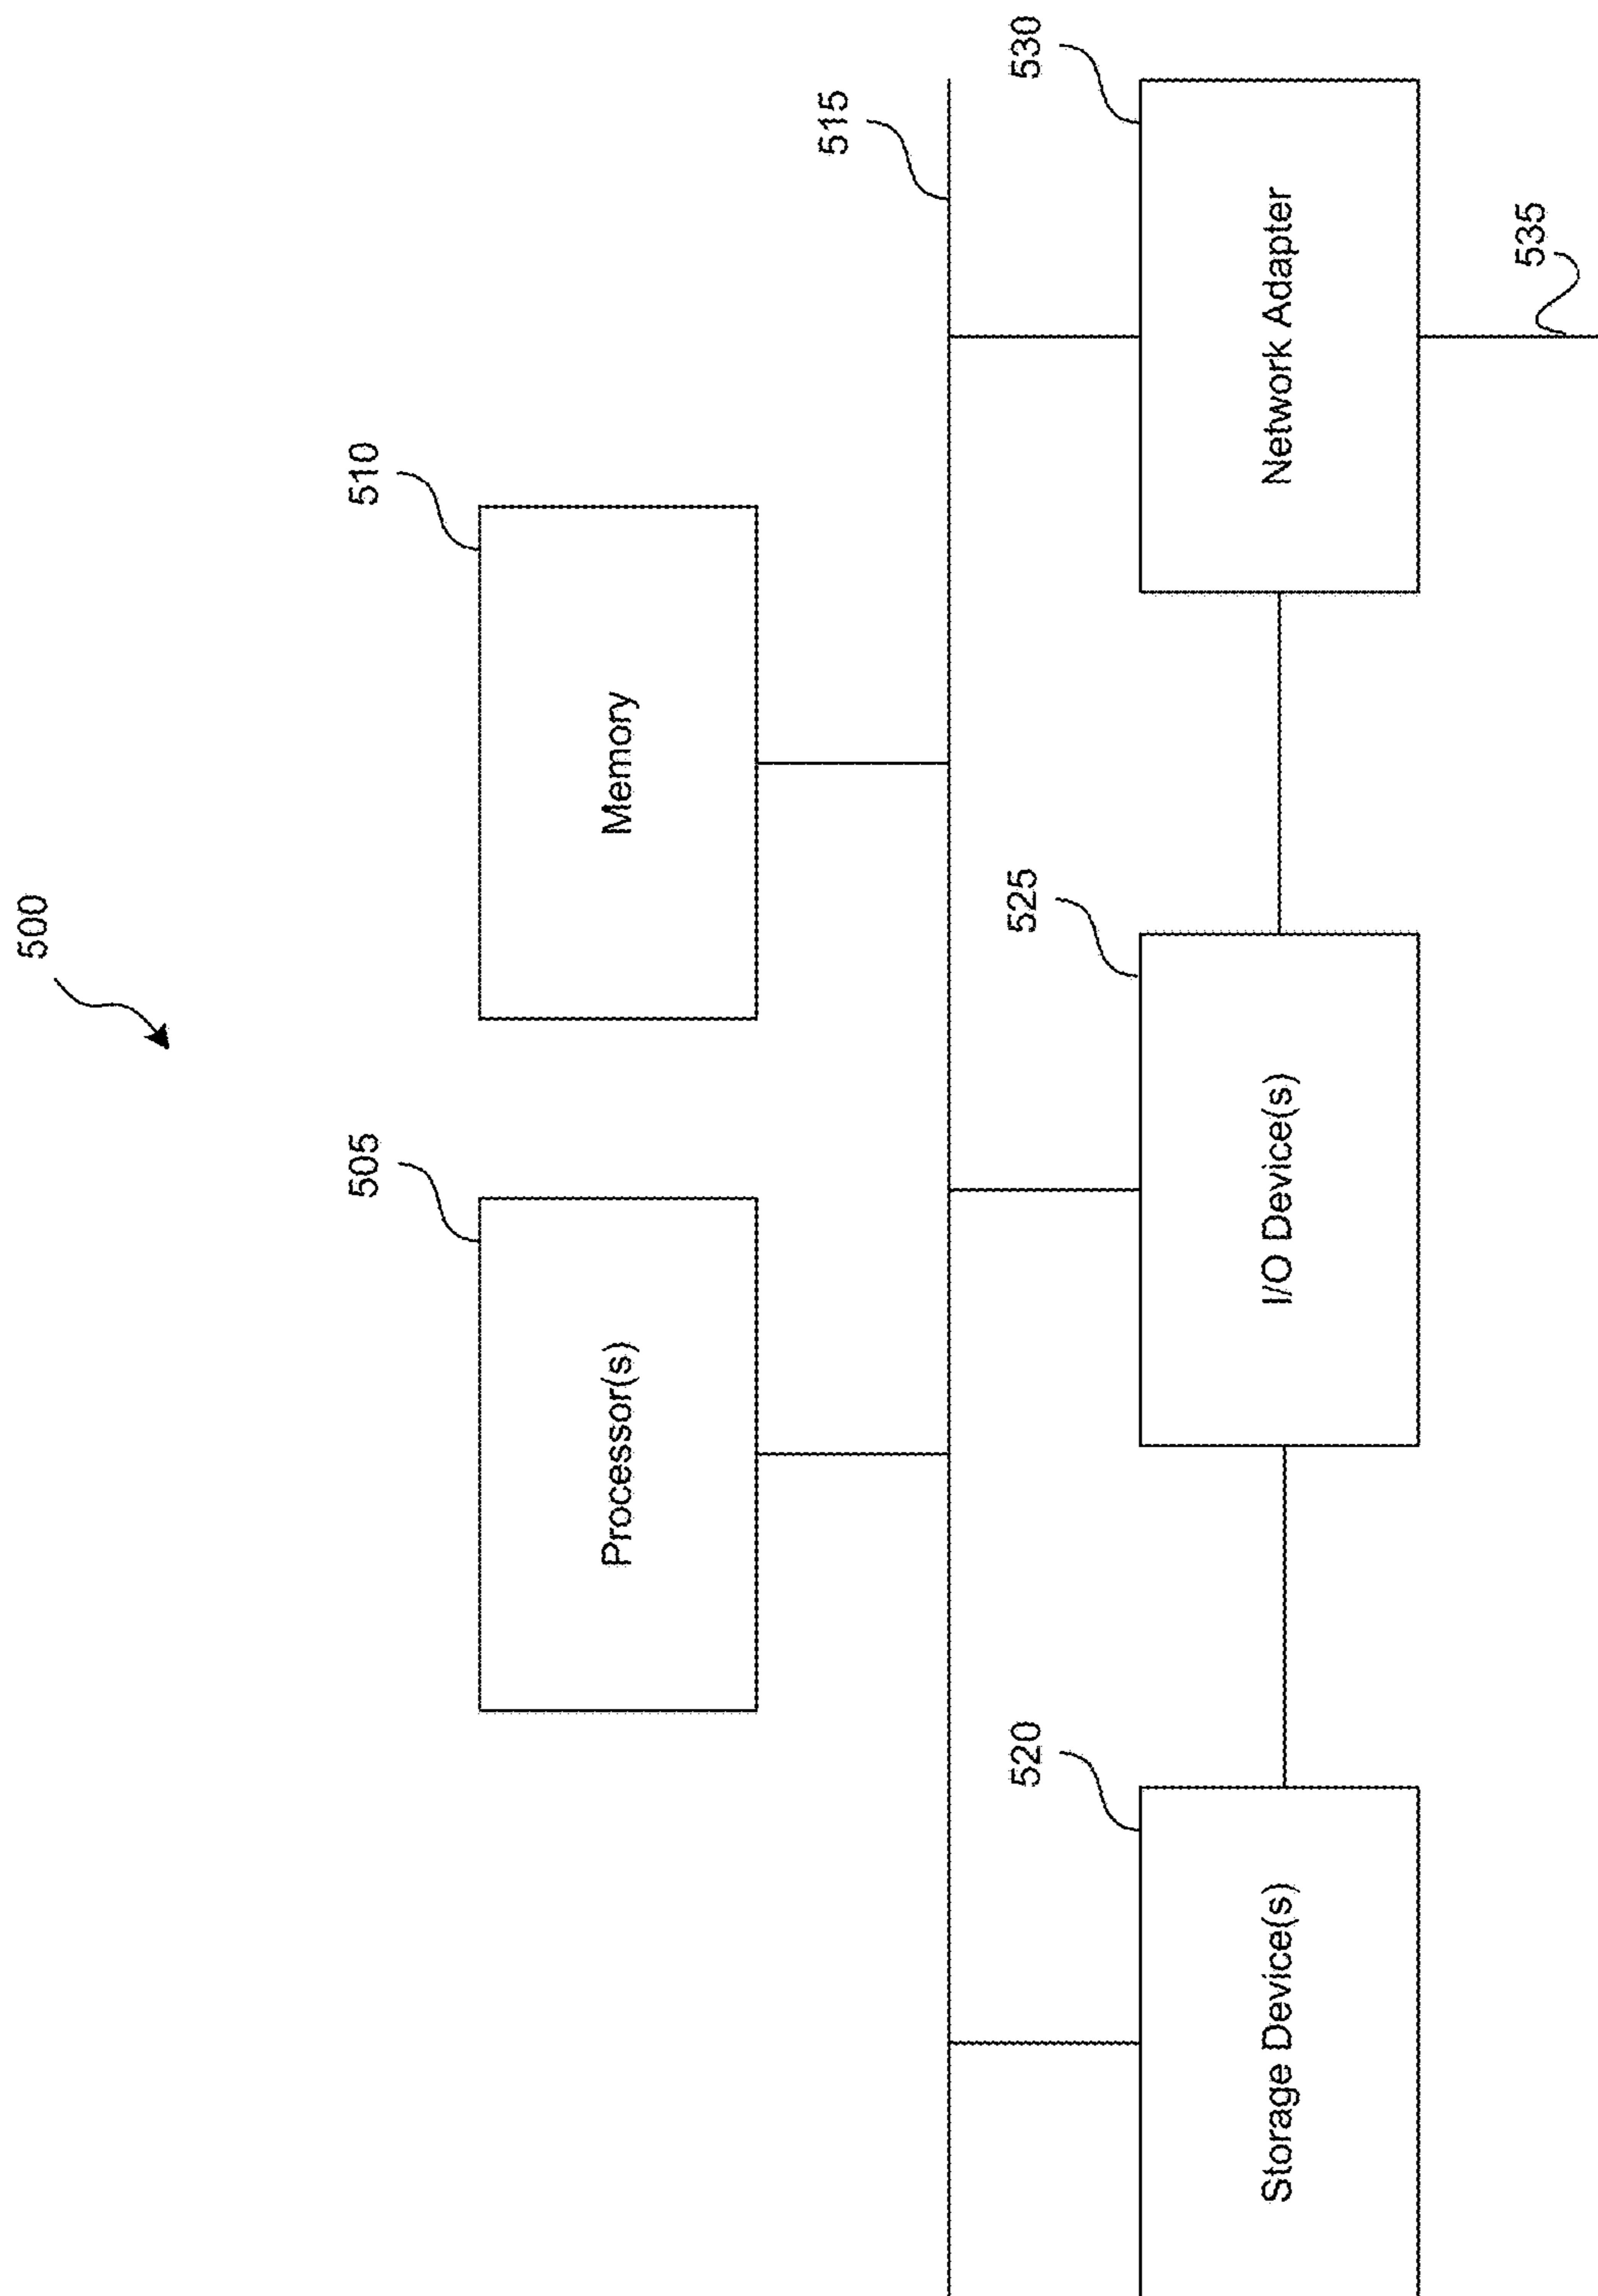 500
505
Processor(s)
510
Memory
515
520
Storage Device(s)
525
I/O Device(s)
530
Network Adapter
535